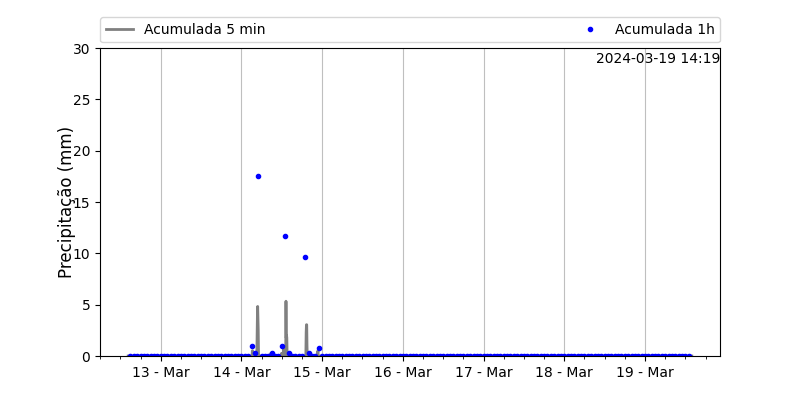 Acumulada 5 min
Acumulada 1h
2024-03-19 14:19
Precipitação (mm)
30
25
20
15
10
5
0
13 - Mar
14 - Mar
15 - Mar
16 - Mar
17 - Mar
18 - Mar
19 - Mar